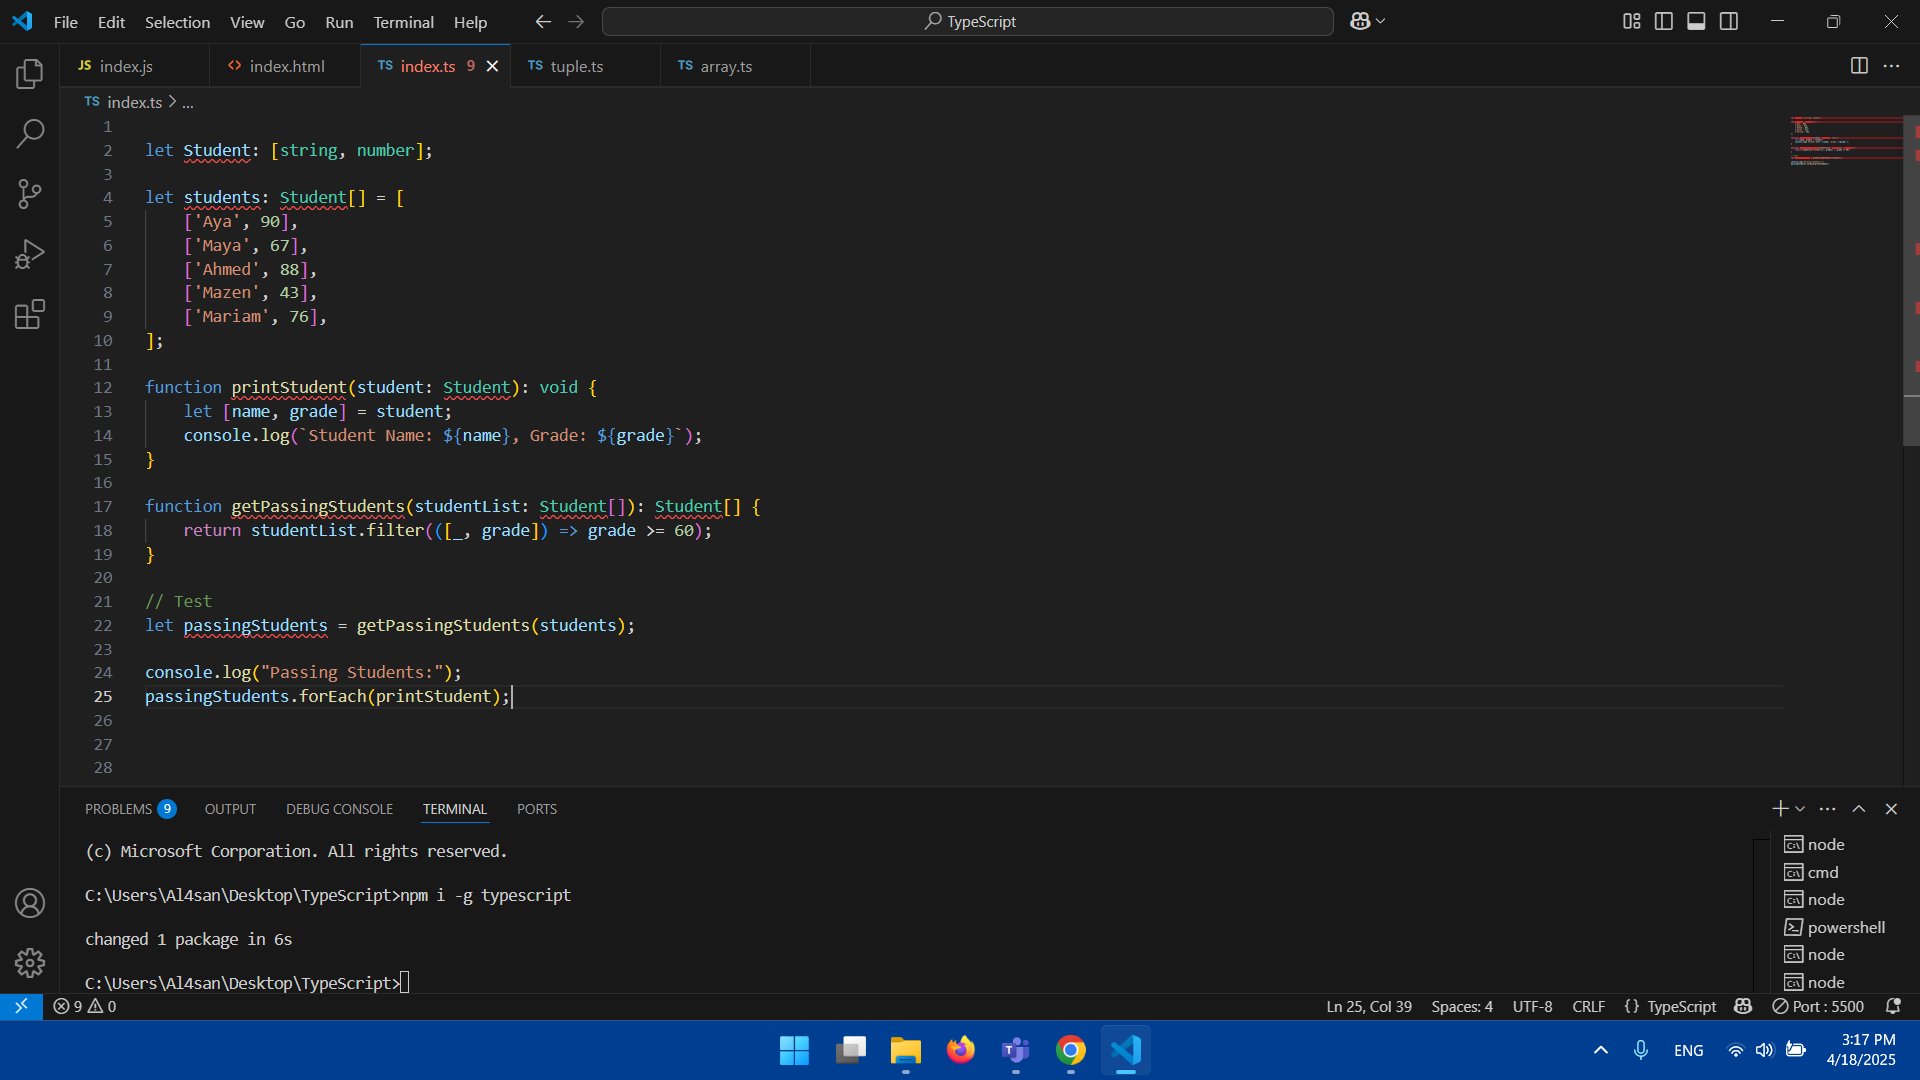 File Edit Selection View Go Run Terminal Help
TypeScript
JS index.js
<> index.html
TS index.ts 9
TS tuple.ts
TS array.ts
TS index.ts > ...
1
2 let Student: [string, number];
3
4 let students: Student[] = [
5 ['Aya', 90],
6 ['Maya', 67],
7 ['Ahmed', 88],
8 ['Mazen', 43],
9 ['Mariam', 76],
10 ];
11
12 function printStudent(student: Student): void {
13 let [name, grade] = student;
14 console.log(`Student Name: ${name}, Grade: ${grade}`);
15 }
16
17 function getPassingStudents(studentList: Student[]): Student[] {
18 return studentList.filter(([_, grade]) => grade >= 60);
19 }
20
21 // Test
22 let passingStudents = getPassingStudents(students);
23
24 console.log("Passing Students:");
25 passingStudents.forEach(printStudent);
26
27
28
PROBLEMS 9 OUTPUT DEBUG CONSOLE TERMINAL PORTS
(c) Microsoft Corporation. All rights reserved.
C:\Users\Al4san\Desktop\TypeScript>npm i -g typescript
changed 1 package in 6s
C:\Users\Al4san\Desktop\TypeScript>
node
cmd
node
powershell
node
node
9 0
Ln 25, Col 39 Spaces: 4 UTF-8 CRLF {} TypeScript Port : 5500
ENG
3:17 PM
4/18/2025